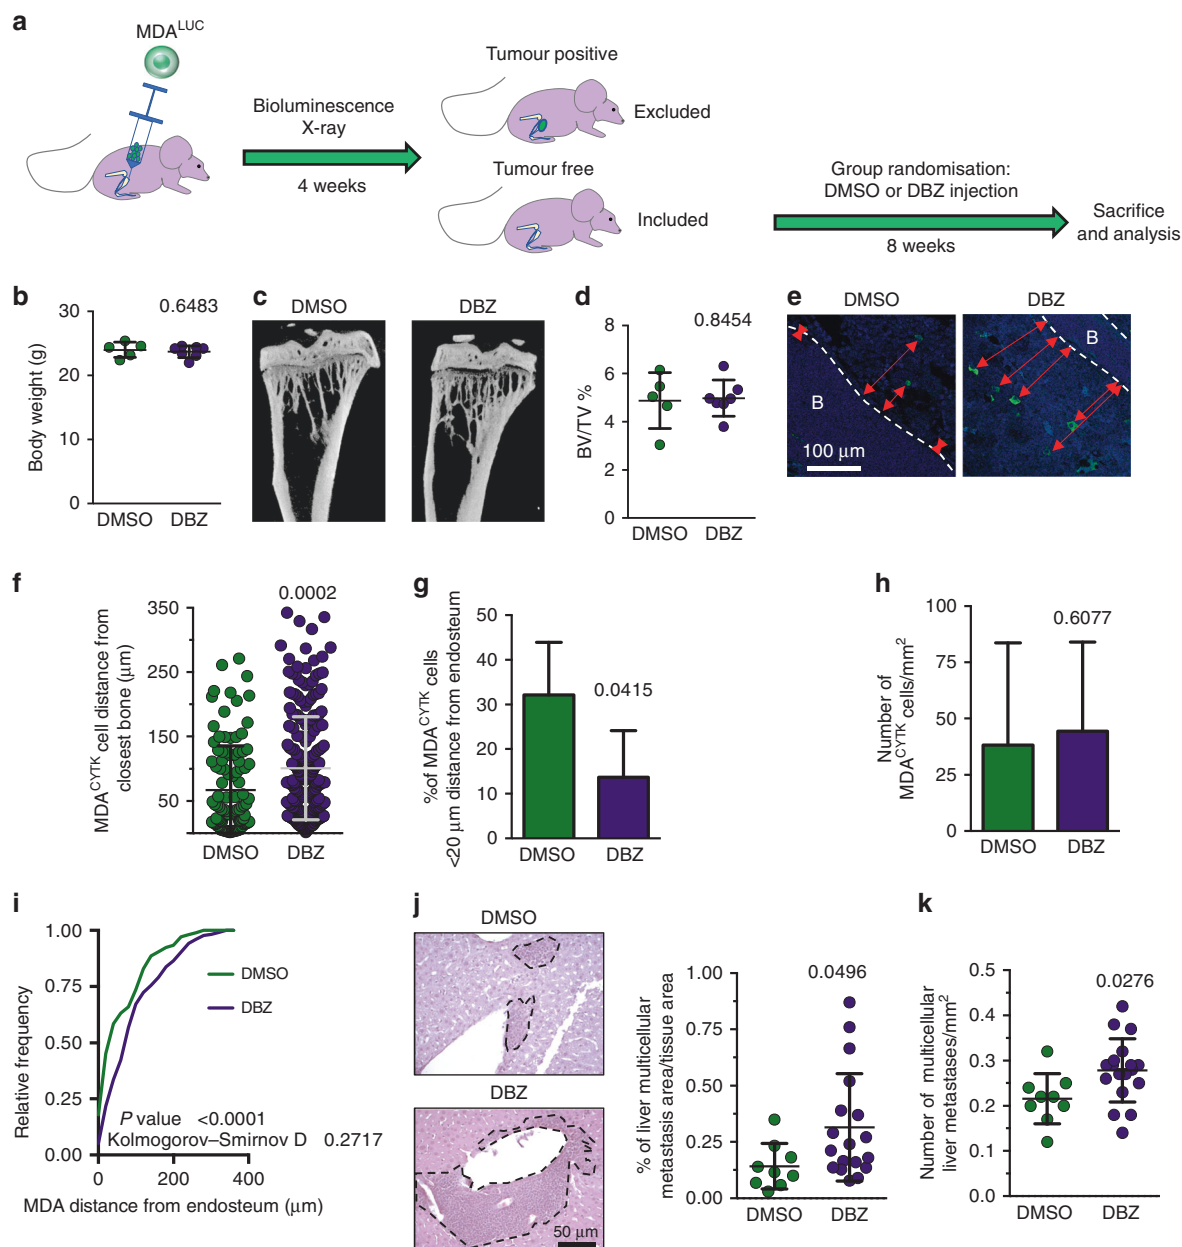 a
MDA^LUC
Bioluminescence
X-ray
4 weeks
Tumour positive
Excluded
Tumour free
Included
Group randomisation:
DMSO or DBZ injection
8 weeks
Sacrifice
and analysis
b
0.6483
Body weight (g)
30
20
10
0
DMSO
DBZ
c
DMSO
DBZ
d
0.8454
BV/TV %
8
6
4
2
0
DMSO
DBZ
e
DMSO
DBZ
B
B
100 μm
f
0.0002
MDA^CYTK cell distance from
closest bone (μm)
350
250
150
50
DMSO
DBZ
g
%of MDA^CYTK cells
<20 μm distance from endosteum
50
40
30
20
10
0
0.0415
DMSO
DBZ
h
Number of
MDA^CYTK cells/mm²
100
75
50
25
0
0.6077
DMSO
DBZ
i
Relative frequency
1.00
0.75
0.50
0.25
0.00
DMSO
DBZ
P value <0.0001
Kolmogorov–Smirnov D 0.2717
0
200
400
MDA distance from endosteum (μm)
j
DMSO
DBZ
50 μm
% of liver multicellular
metastasis area/tissue area
1.00
0.75
0.50
0.25
0.00
0.0496
DMSO
DBZ
k
Number of multicellular
liver metastases/mm²
0.5
0.4
0.3
0.2
0.1
0.0
0.0276
DMSO
DBZ